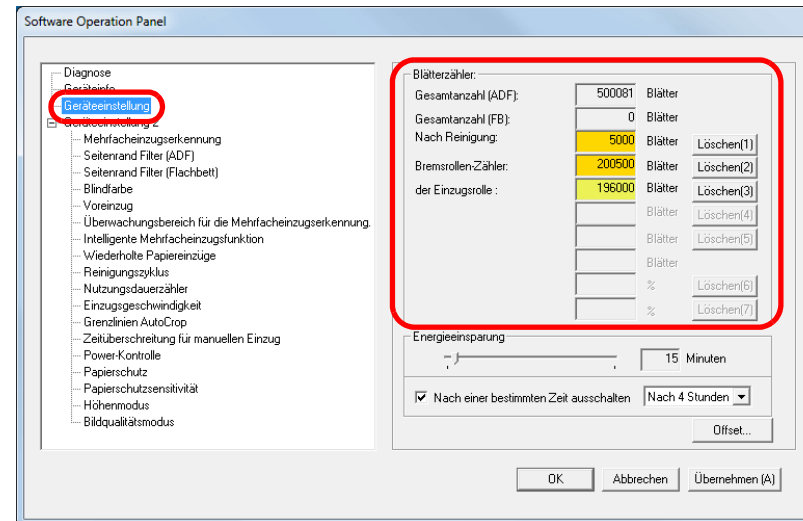 Software Operation Panel
Diagnose
Geräteinfo
Geräteeinstellung
Geräteeinstellung 2
Mehrfacheinzugserkennung
Seitenrand Filter (ADF)
Seitenrand Filter (Flachbett)
Blindfarbe
Voreinzug
Überwachungsbereich für die Mehrfacheinzugserkennung.
Intelligente Mehrfacheinzugsfunktion
Wiederholte Papiereinzüge
Reinigungszyklus
Nutzungsdauerzähler
Einzugsgeschwindigkeit
Grenzlinien AutoCrop
Zeitüberschreitung für manuellen Einzug
Power-Kontrolle
Papierschutz
Papierschutzsensitivität
Höhenmodus
Bildqualitätsmodus
Blätterzähler:
Gesamtanzahl (ADF): 500081 Blätter
Gesamtanzahl (FB): 0 Blätter
Nach Reinigung: 5000 Blätter Löschen(1)
Bremsrollen-Zähler: 200500 Blätter Löschen(2)
der Einzugsrolle : 196000 Blätter Löschen(3)
Blätter Löschen(4)
Blätter Löschen(5)
Blätter
% Löschen(6)
% Löschen(7)
Energieeinsparung
15 Minuten
Nach einer bestimmten Zeit ausschalten Nach 4 Stunden
Offset...
OK Abbrechen Übernehmen (A)